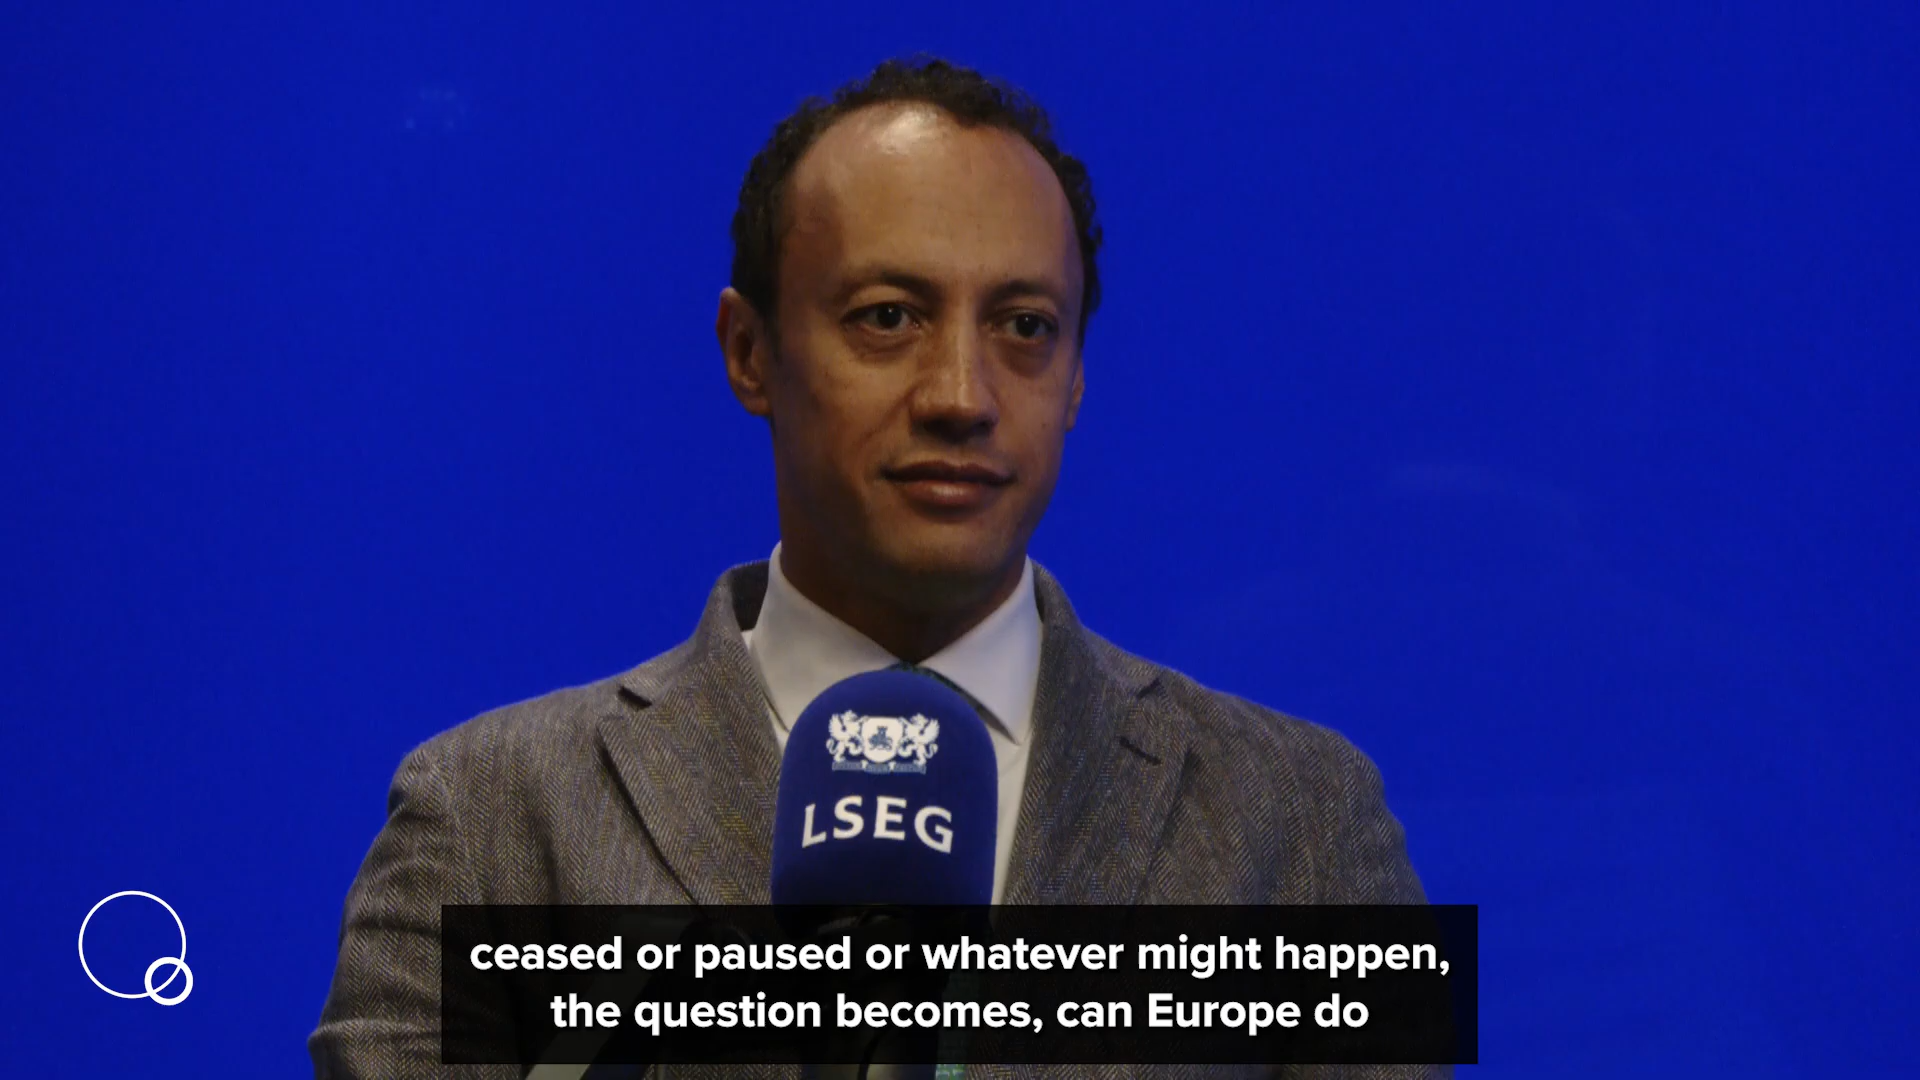 LSEG
ceased or paused or whatever might happen,
the question becomes, can Europe do